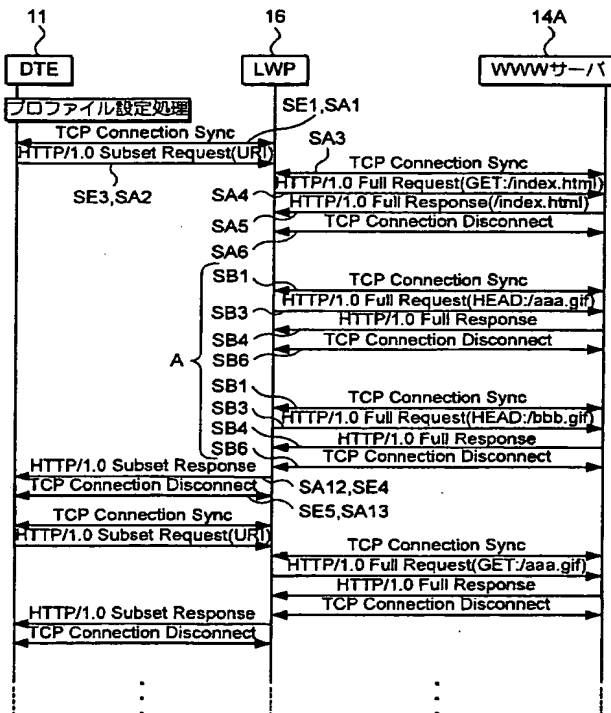 11
16
14A
DTE
LWP
WWWサーバ
プロファイル設定処理
SE1,SA1
TCP Connection Sync
SA3
HTTP/1.0 Subset Request(URI)
TCP Connection Sync
SE3,SA2
SA4
HTTP/1.0 Full Request(GET:/index.html)
HTTP/1.0 Full Response(/index.html)
SA5
TCP Connection Disconnect
SA6
SB1
TCP Connection Sync
HTTP/1.0 Full Request(HEAD:/aaa.gif)
SB3
HTTP/1.0 Full Response
SB4
TCP Connection Disconnect
A
SB6
SB1
TCP Connection Sync
SB3
HTTP/1.0 Full Request(HEAD:/bbb.gif)
SB4
HTTP/1.0 Full Response
SB6
TCP Connection Disconnect
HTTP/1.0 Subset Response
SA12,SE4
TCP Connection Disconnect
SE5,SA13
TCP Connection Sync
HTTP/1.0 Subset Request(URI)
TCP Connection Sync
HTTP/1.0 Full Request(GET:/aaa.gif)
HTTP/1.0 Full Response
TCP Connection Disconnect
HTTP/1.0 Subset Response
TCP Connection Disconnect